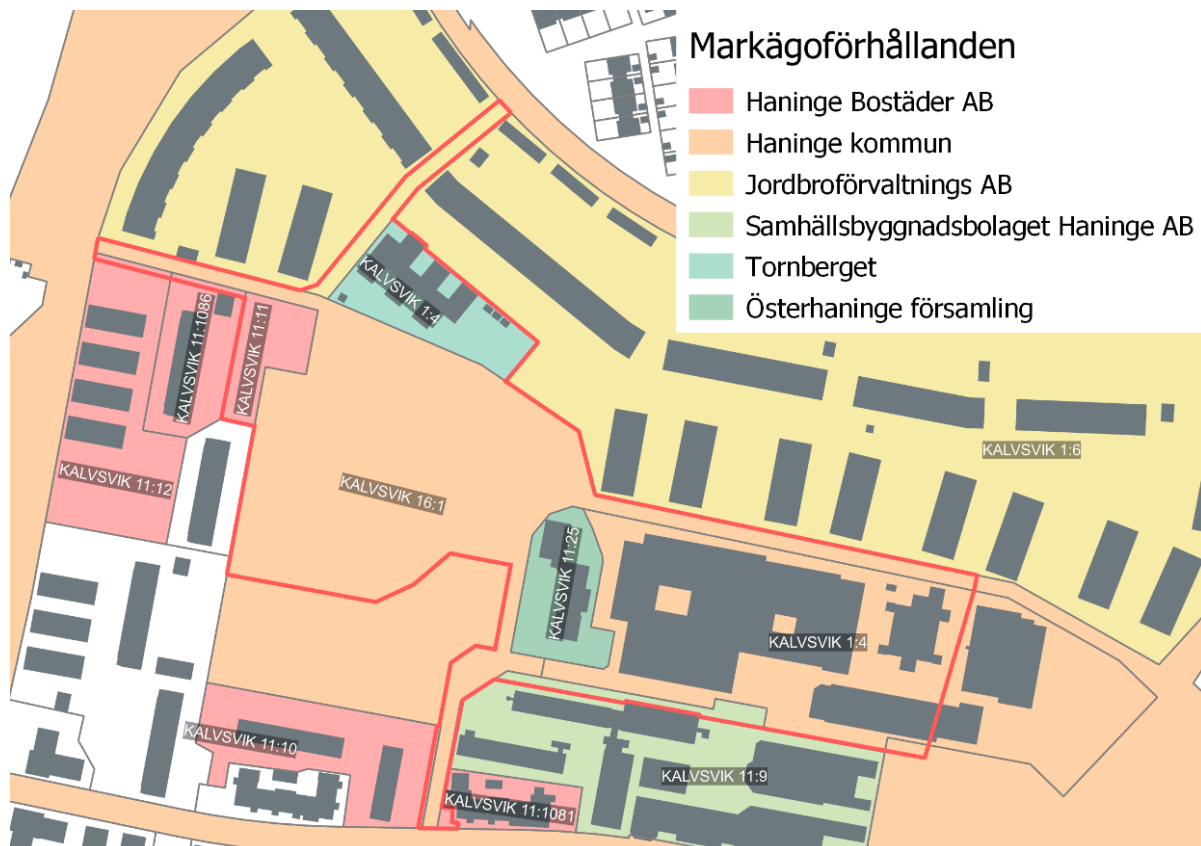 Markägoförhållanden
Haninge Bostäder AB
Haninge kommun
Jordbroförvaltnings AB
Samhällsbyggnadsbolaget Haninge AB
Tornberget
Österhaninge församling
KALVSVIK 1:4
KALVSVIK 11:1086
KALVSVIK 11:11
KALVSVIK 1:6
KALVSVIK 11:12
KALVSVIK 16:1
KALVSVIK 11:25
KALVSVIK 1:4
KALVSVIK 11:10
KALVSVIK 11:9
KALVSVIK 11:1081